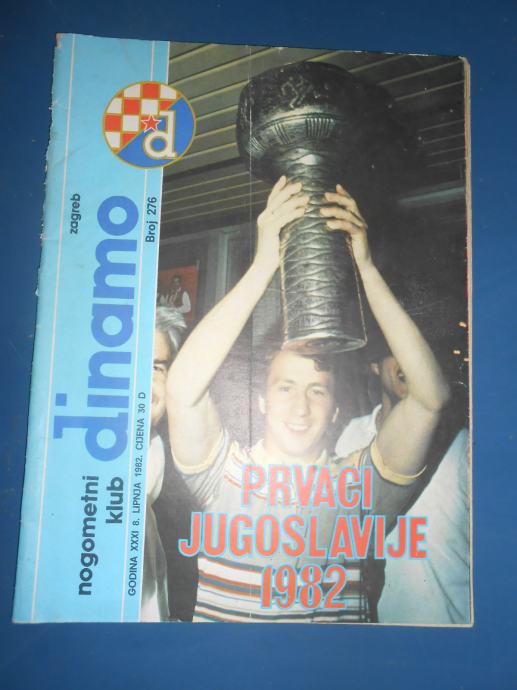 nogometni
klub
dinamo
zagreb
GODINA XXXI 8. LIPNJA 1982. CIJENA 30 D
Broj 276
d
PRVACI
JUGOSLAVIJE
1982